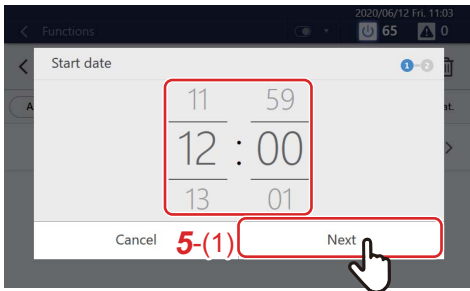 2020/06/12 Fri. 11:03
< Functions 65 0
< Start date 1-2
A at.
11 59
12 : 00
13 01
>
Cancel 5-(1) Next